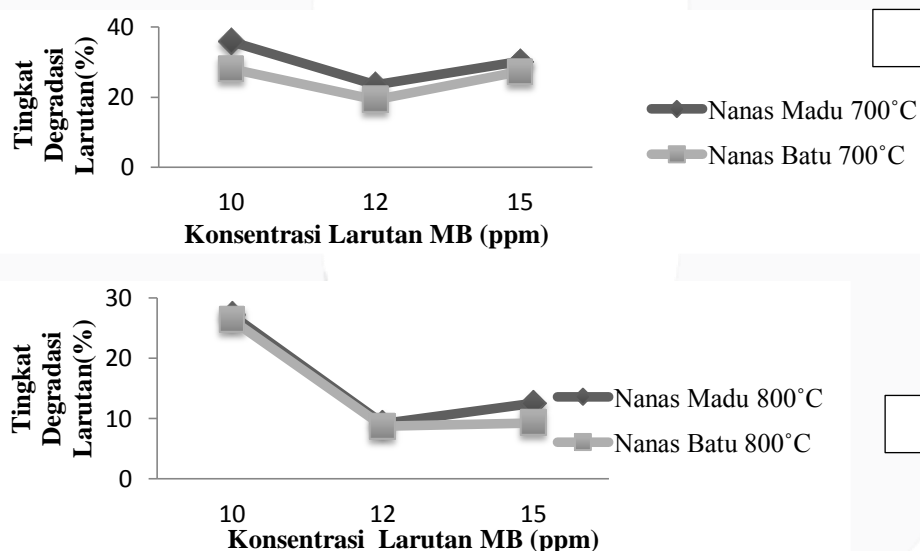 40
20
0
Tingkat
Degradasi
Larutan(%)
10 12 15
Konsentrasi Larutan MB (ppm)
Nanas Madu 700˚C
Nanas Batu 700˚C
30
20
10
0
Tingkat
Degradasi
Larutan(%)
10 12 15
Konsentrasi Larutan MB (ppm)
Nanas Madu 800˚C
Nanas Batu 800˚C